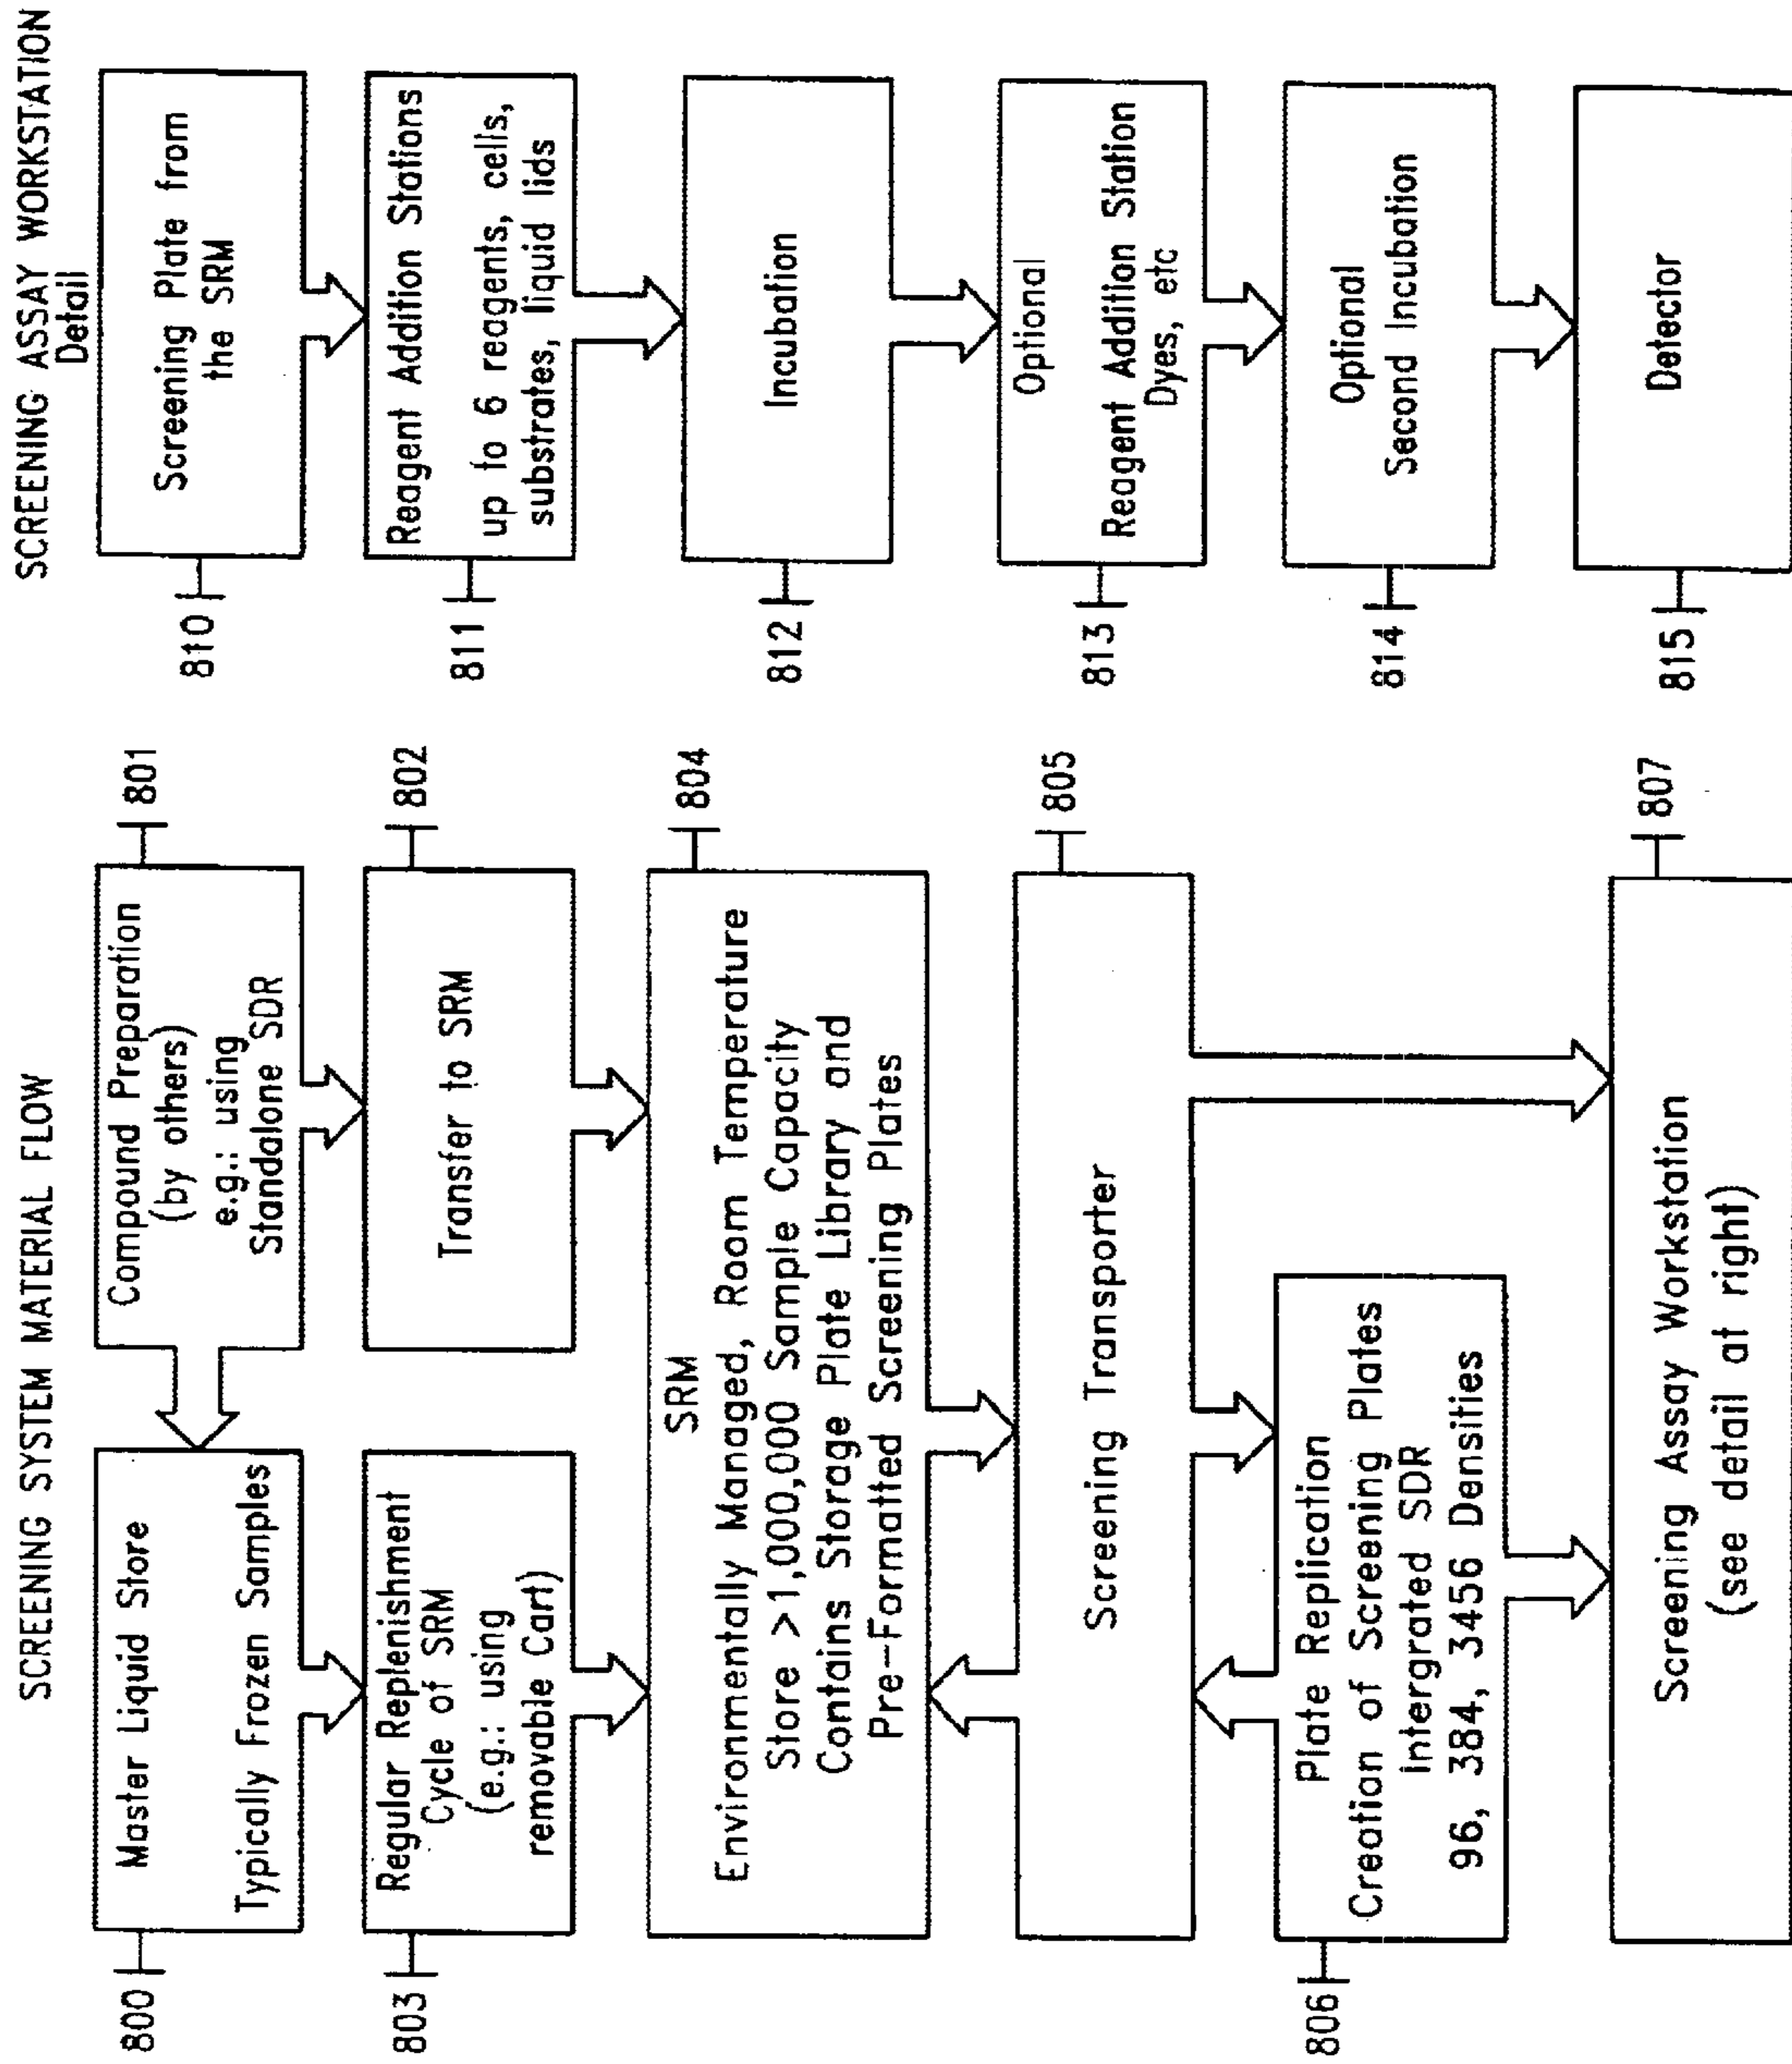 SCREENING SYSTEM MATERIAL FLOW
800
Master Liquid Store
Typically Frozen Samples
Compound Preparation
(by others)
e.g.: using
Standalone SDR
801
803
Regular Replenishment
Cycle of SRM
(e.g.: using
removable Cart)
Transfer to SRM
802
SRM
Environmentally Managed, Room Temperature
Store >1,000,000 Sample Capacity
Contains Storage Plate Library and
Pre-Formatted Screening Plates
804
Screening Transporter
805
806
Plate Replication
Creation of Screening Plates
Intergrated SDR
96, 384, 3456 Densities
Screening Assay Workstation
(see detail at right)
807
SCREENING ASSAY WORKSTATION
Detail
810
Screening Plate from
the SRM
811
Reagent Addition Stations
up to 6 reagents, cells,
substrates, liquid lids
812
Incubation
813
Optional
Reagent Addition Station
Dyes, etc
814
Optional
Second Incubation
815
Detector